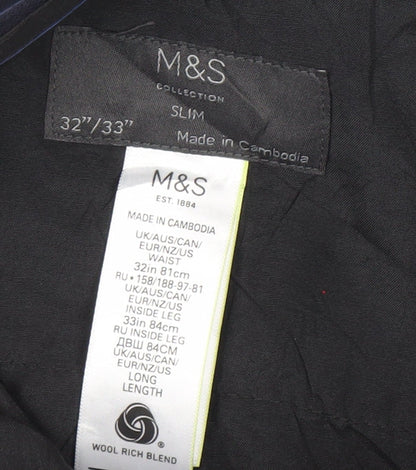 M&S
COLLECTION
SLIM
32"/33"
Made in Cambodia
M&S
EST. 1884
MADE IN CAMBODIA
UK/AUS/CAN/
EUR/NZ/US
WAIST
32in 81cm
RU • 158/188-97-81
UK/AUS/CAN/
EUR/NZ/US
INSIDE LEG
33in 84cm
RU INSIDE LEG
ДВШ 84CM
UK/AUS/CAN/
EUR/NZ/US
LONG
LENGTH
WOOL RICH BLEND